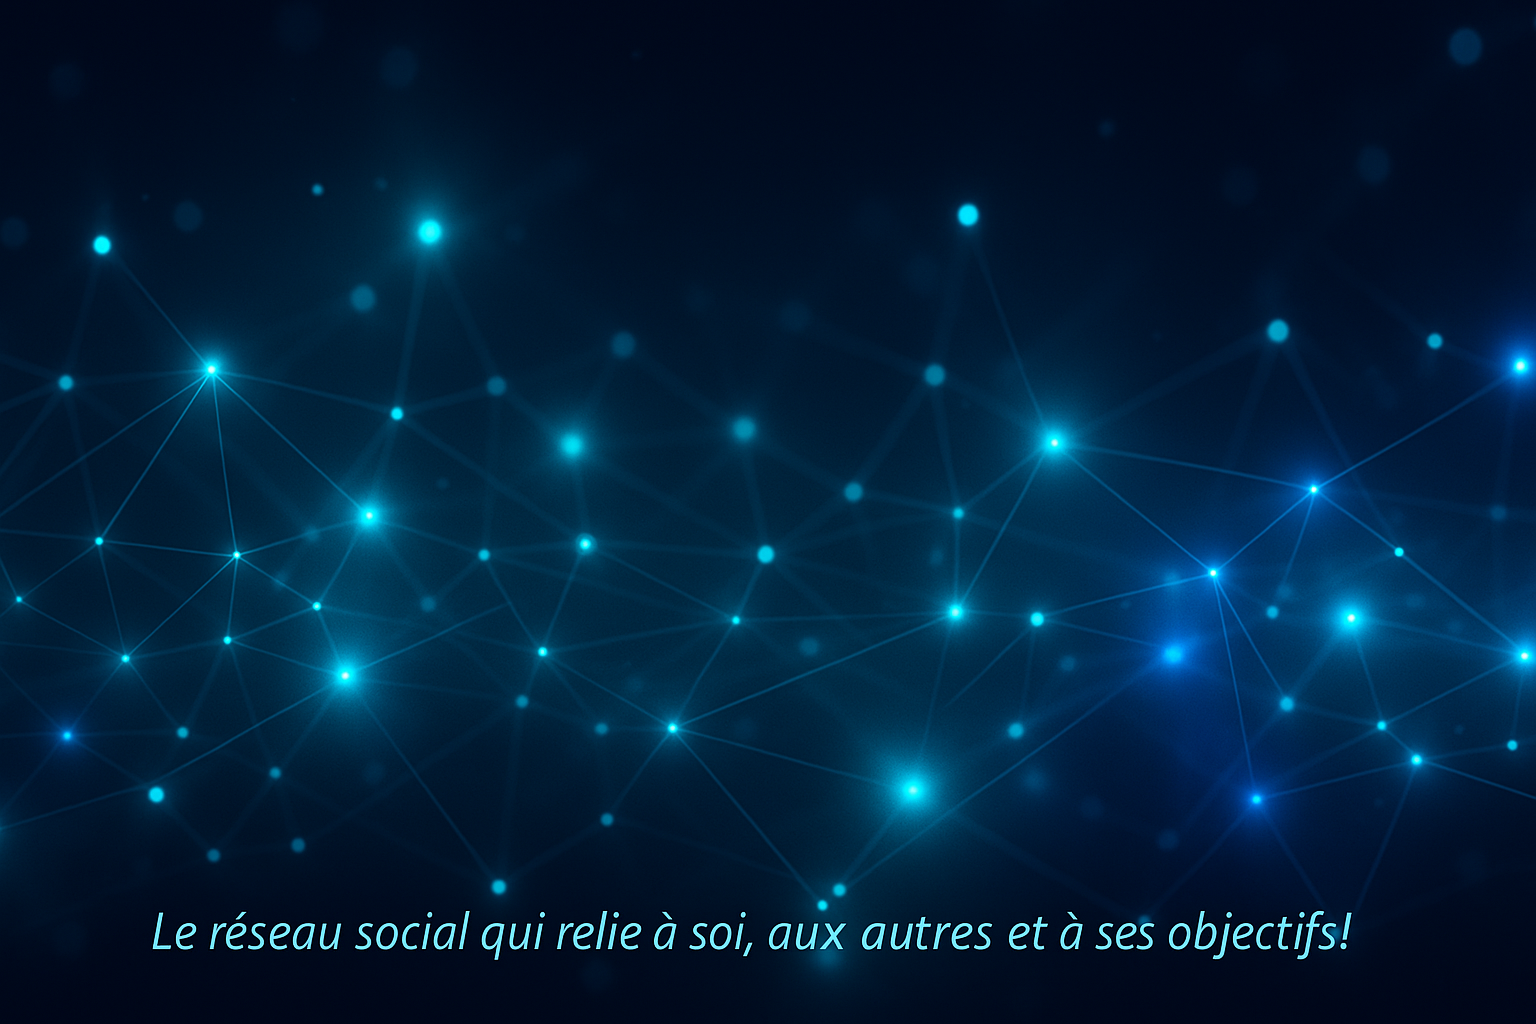 Le réseau social qui relie à soi, aux autres et à ses objectifs!